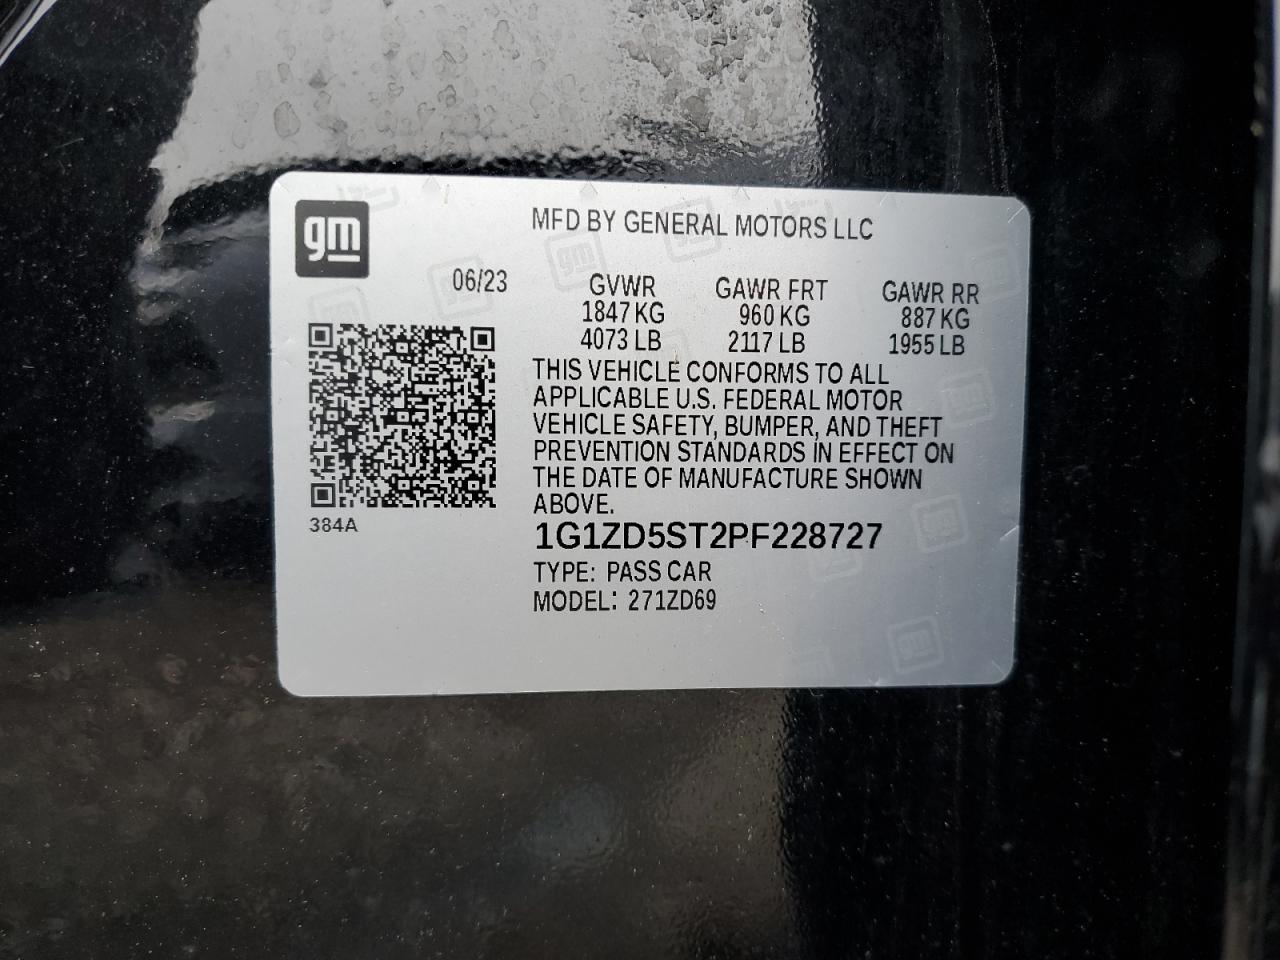 gm
MFD BY GENERAL MOTORS LLC
06/23
GVWR GAWR FRT GAWR RR
1847 KG 960 KG 887 KG
4073 LB 2117 LB 1955 LB
THIS VEHICLE CONFORMS TO ALL
APPLICABLE U.S. FEDERAL MOTOR
VEHICLE SAFETY, BUMPER, AND THEFT
PREVENTION STANDARDS IN EFFECT ON
THE DATE OF MANUFACTURE SHOWN
ABOVE.
384A
1G1ZD5ST2PF228727
TYPE: PASS CAR
MODEL: 271ZD69